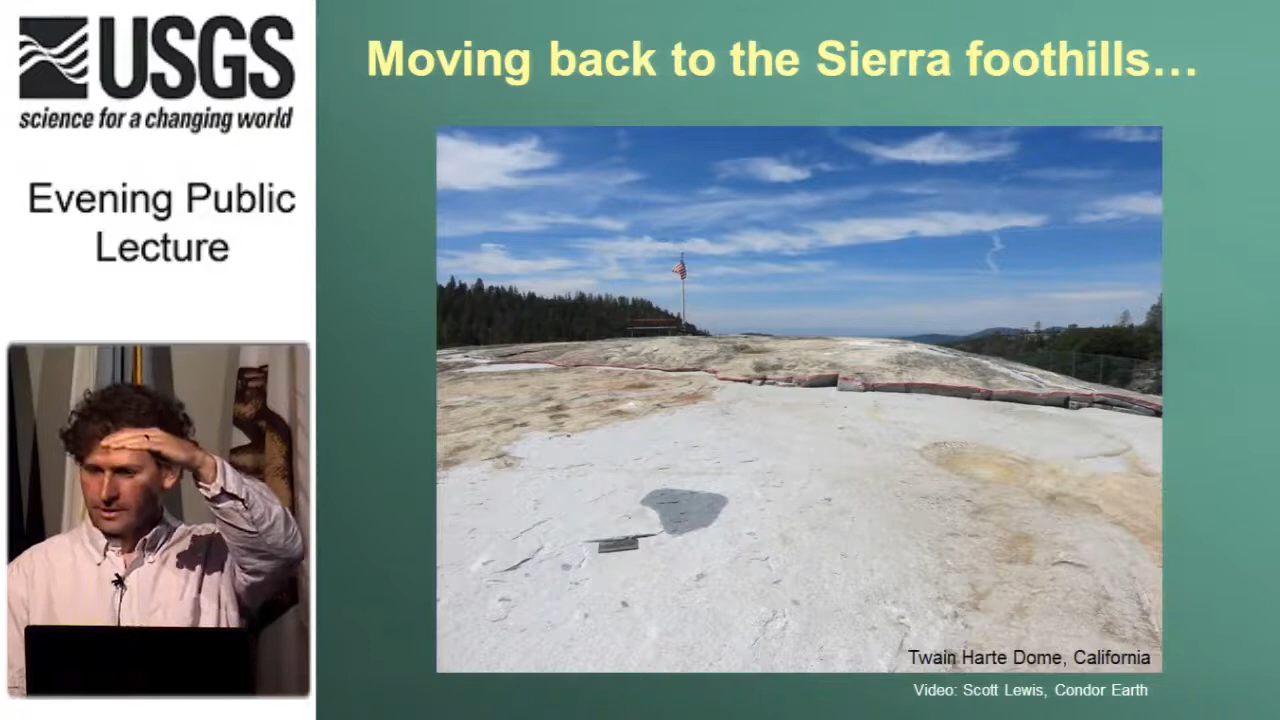 USGS
science for a changing world
Evening Public
Lecture
Moving back to the Sierra foothills…
Twain Harte Dome, California
Video: Scott Lewis, Condor Earth